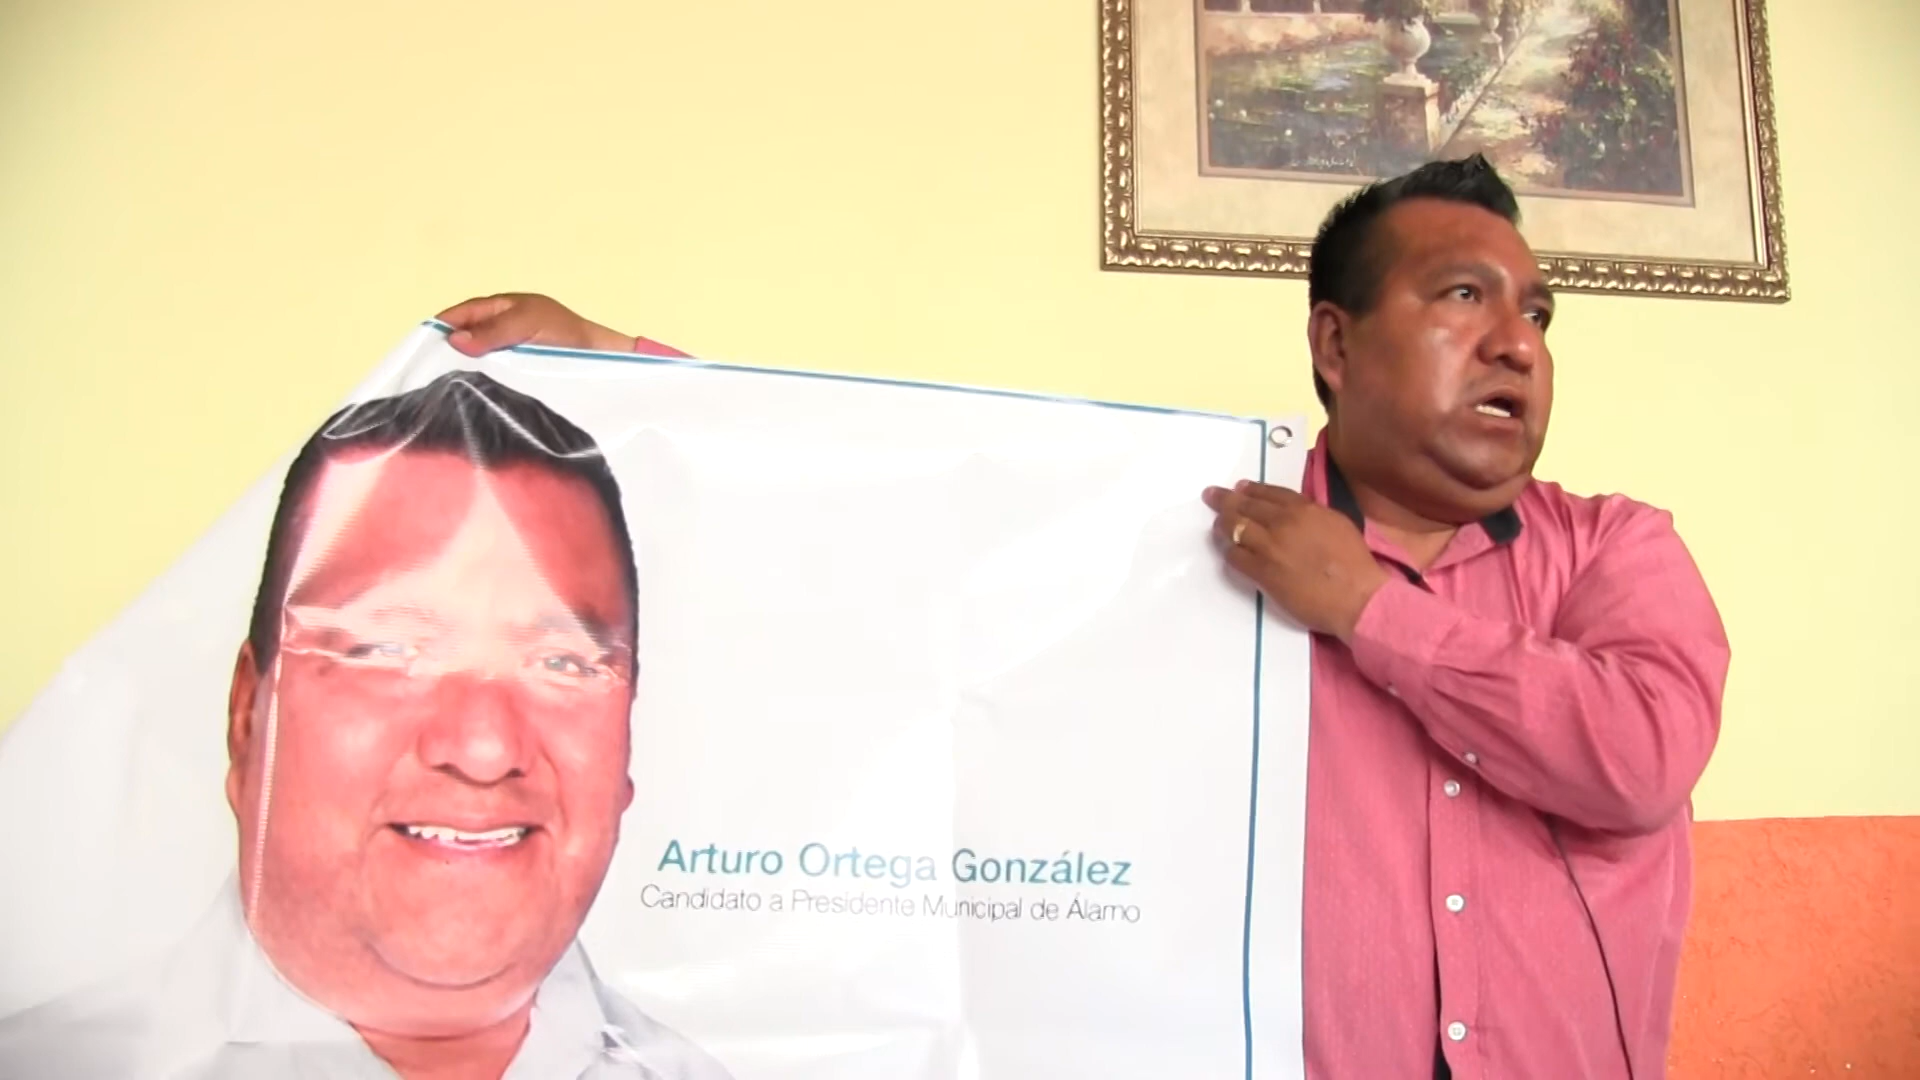 Arturo Ortega González
Candidato a Presidente Municipal de Álamo